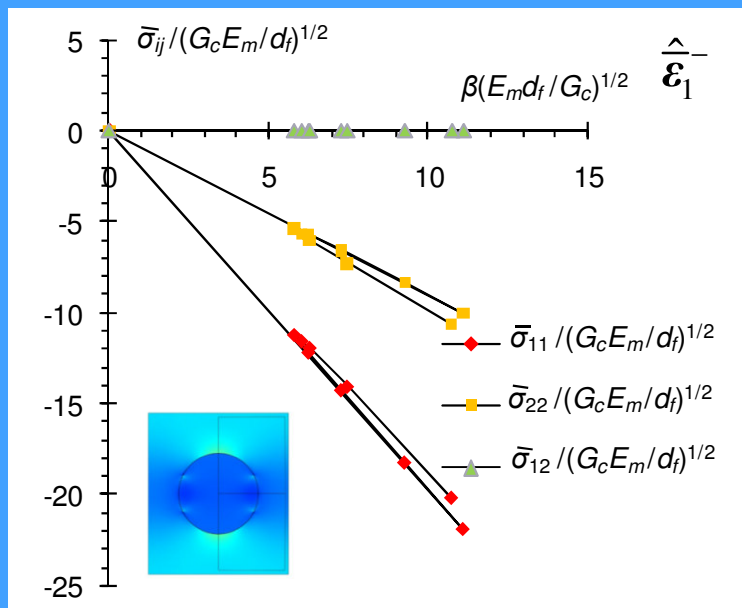 σ̅ij/(GcEm/df)^1/2
β(Emdf/Gc)^1/2
ε̅̂1⁻
5
0
0 5 10 15
-5
-10
-15
-20
-25
σ̅11/(GcEm/df)^1/2
σ̅22/(GcEm/df)^1/2
σ̅12/(GcEm/df)^1/2